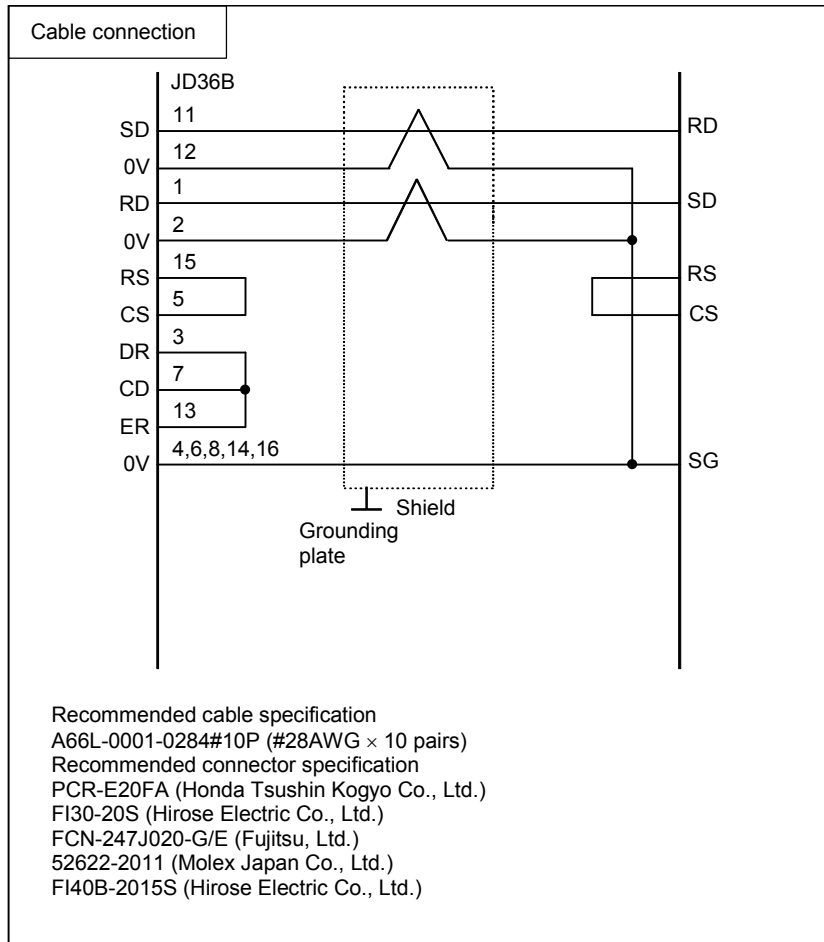 Cable connection
JD36B
SD 11 RD
0V 12
RD 1 SD
0V 2
RS 15 RS
CS 5 CS
DR 3
CD 7
ER 13
0V 4,6,8,14,16 SG
Shield
Grounding
plate
Recommended cable specification
A66L-0001-0284#10P (#28AWG × 10 pairs)
Recommended connector specification
PCR-E20FA (Honda Tsushin Kogyo Co., Ltd.)
FI30-20S (Hirose Electric Co., Ltd.)
FCN-247J020-G/E (Fujitsu, Ltd.)
52622-2011 (Molex Japan Co., Ltd.)
FI40B-2015S (Hirose Electric Co., Ltd.)